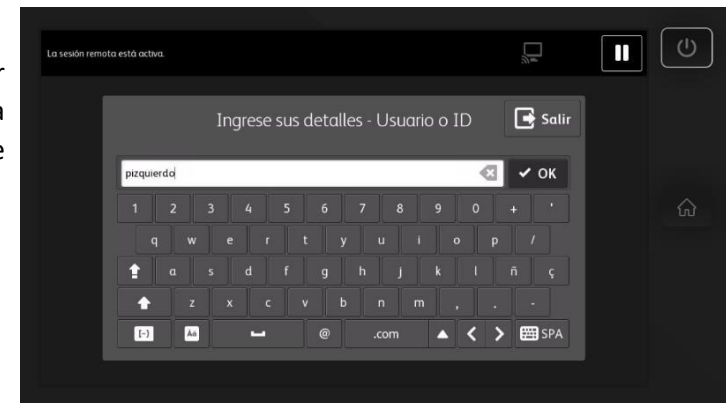 La sesión remota está activa.
r
a
e
Ingrese sus detalles - Usuario o ID
Salir
pizquierdo
OK
1 2 3 4 5 6 7 8 9 0 + '
q w e r t y u i o p /
a s d f g h j k l ñ ç
z x c v b n m , . -
[-] Aä @ .com SPA